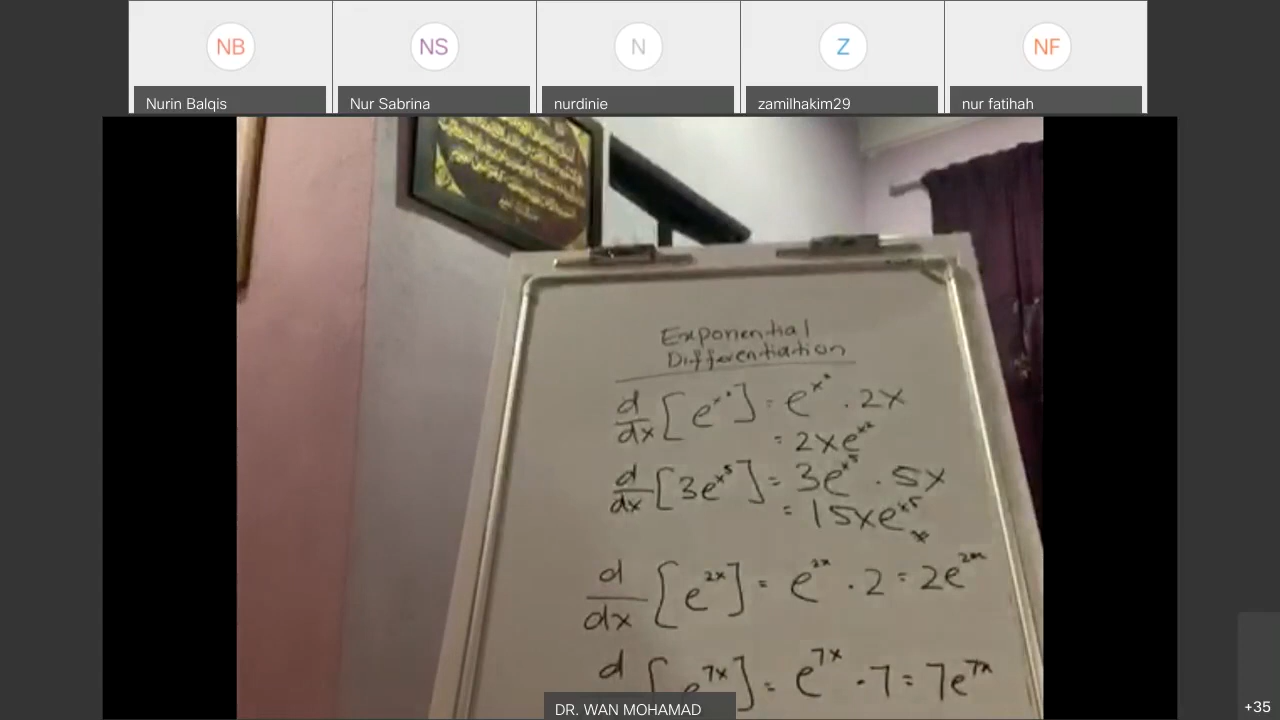 NB NS N Z NF
Nurin Balqis Nur Sabrina nurdinie zamilhakim29 nur fatihah
Exponential
Differentiation
d/dx [e^x²] = e^x² . 2x
= 2xe^x²
d/dx [3e^x⁵] = 3e^x⁵ . 5x
= 15xe^x⁵
d/dx [e^2x] = e^2x . 2 = 2e^2x
d [e^7x] = e^7x . 7 = 7e^7x
DR. WAN MOHAMAD
+35